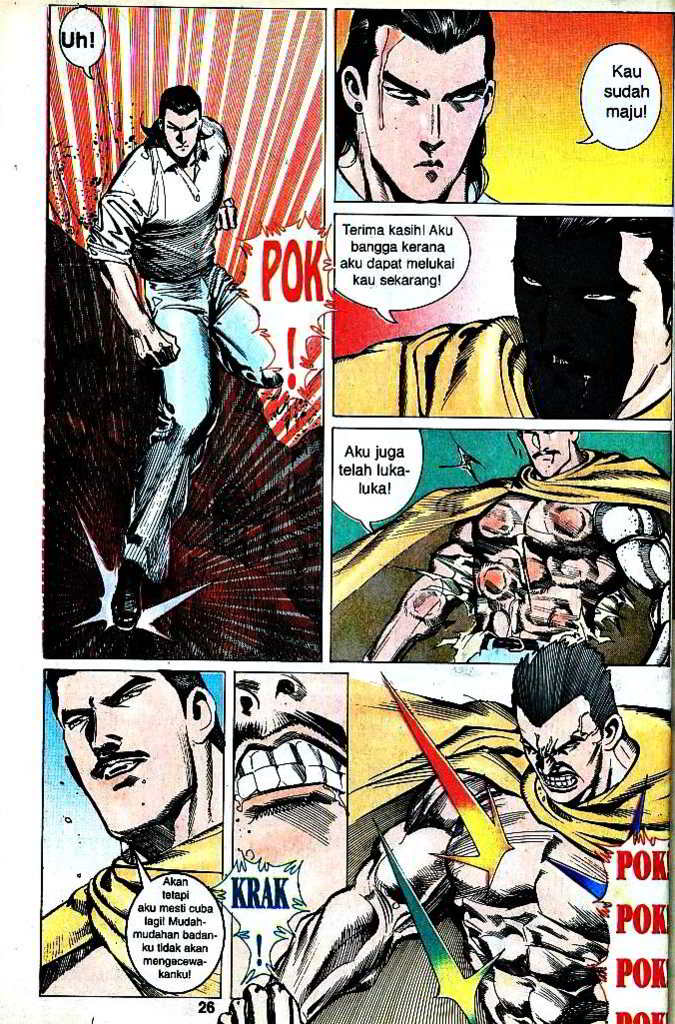 Uh!
POK
!
Kau
sudah
maju!
Terima kasih! Aku
bangga kerana
aku dapat melukai
kau sekarang!
Aku juga
telah luka-
luka!
Akan
tetapi
aku mesti cuba
lagi! Mudah-
mudahan badan-
ku tidak akan
mengecewa-
kanku!
KRAK
!
POK
POK
POK
POK
26